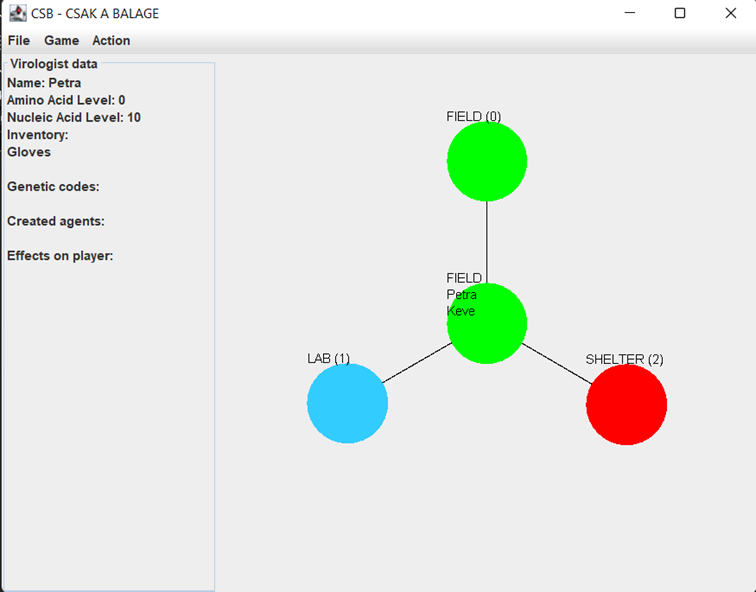 CSB - CSAK A BALAGE
File Game Action
Virologist data
Name: Petra
Amino Acid Level: 0
Nucleic Acid Level: 10
Inventory:
Gloves
Genetic codes:
Created agents:
Effects on player:
FIELD (0)
FIELD
Petra
Keve
LAB (1)
SHELTER (2)